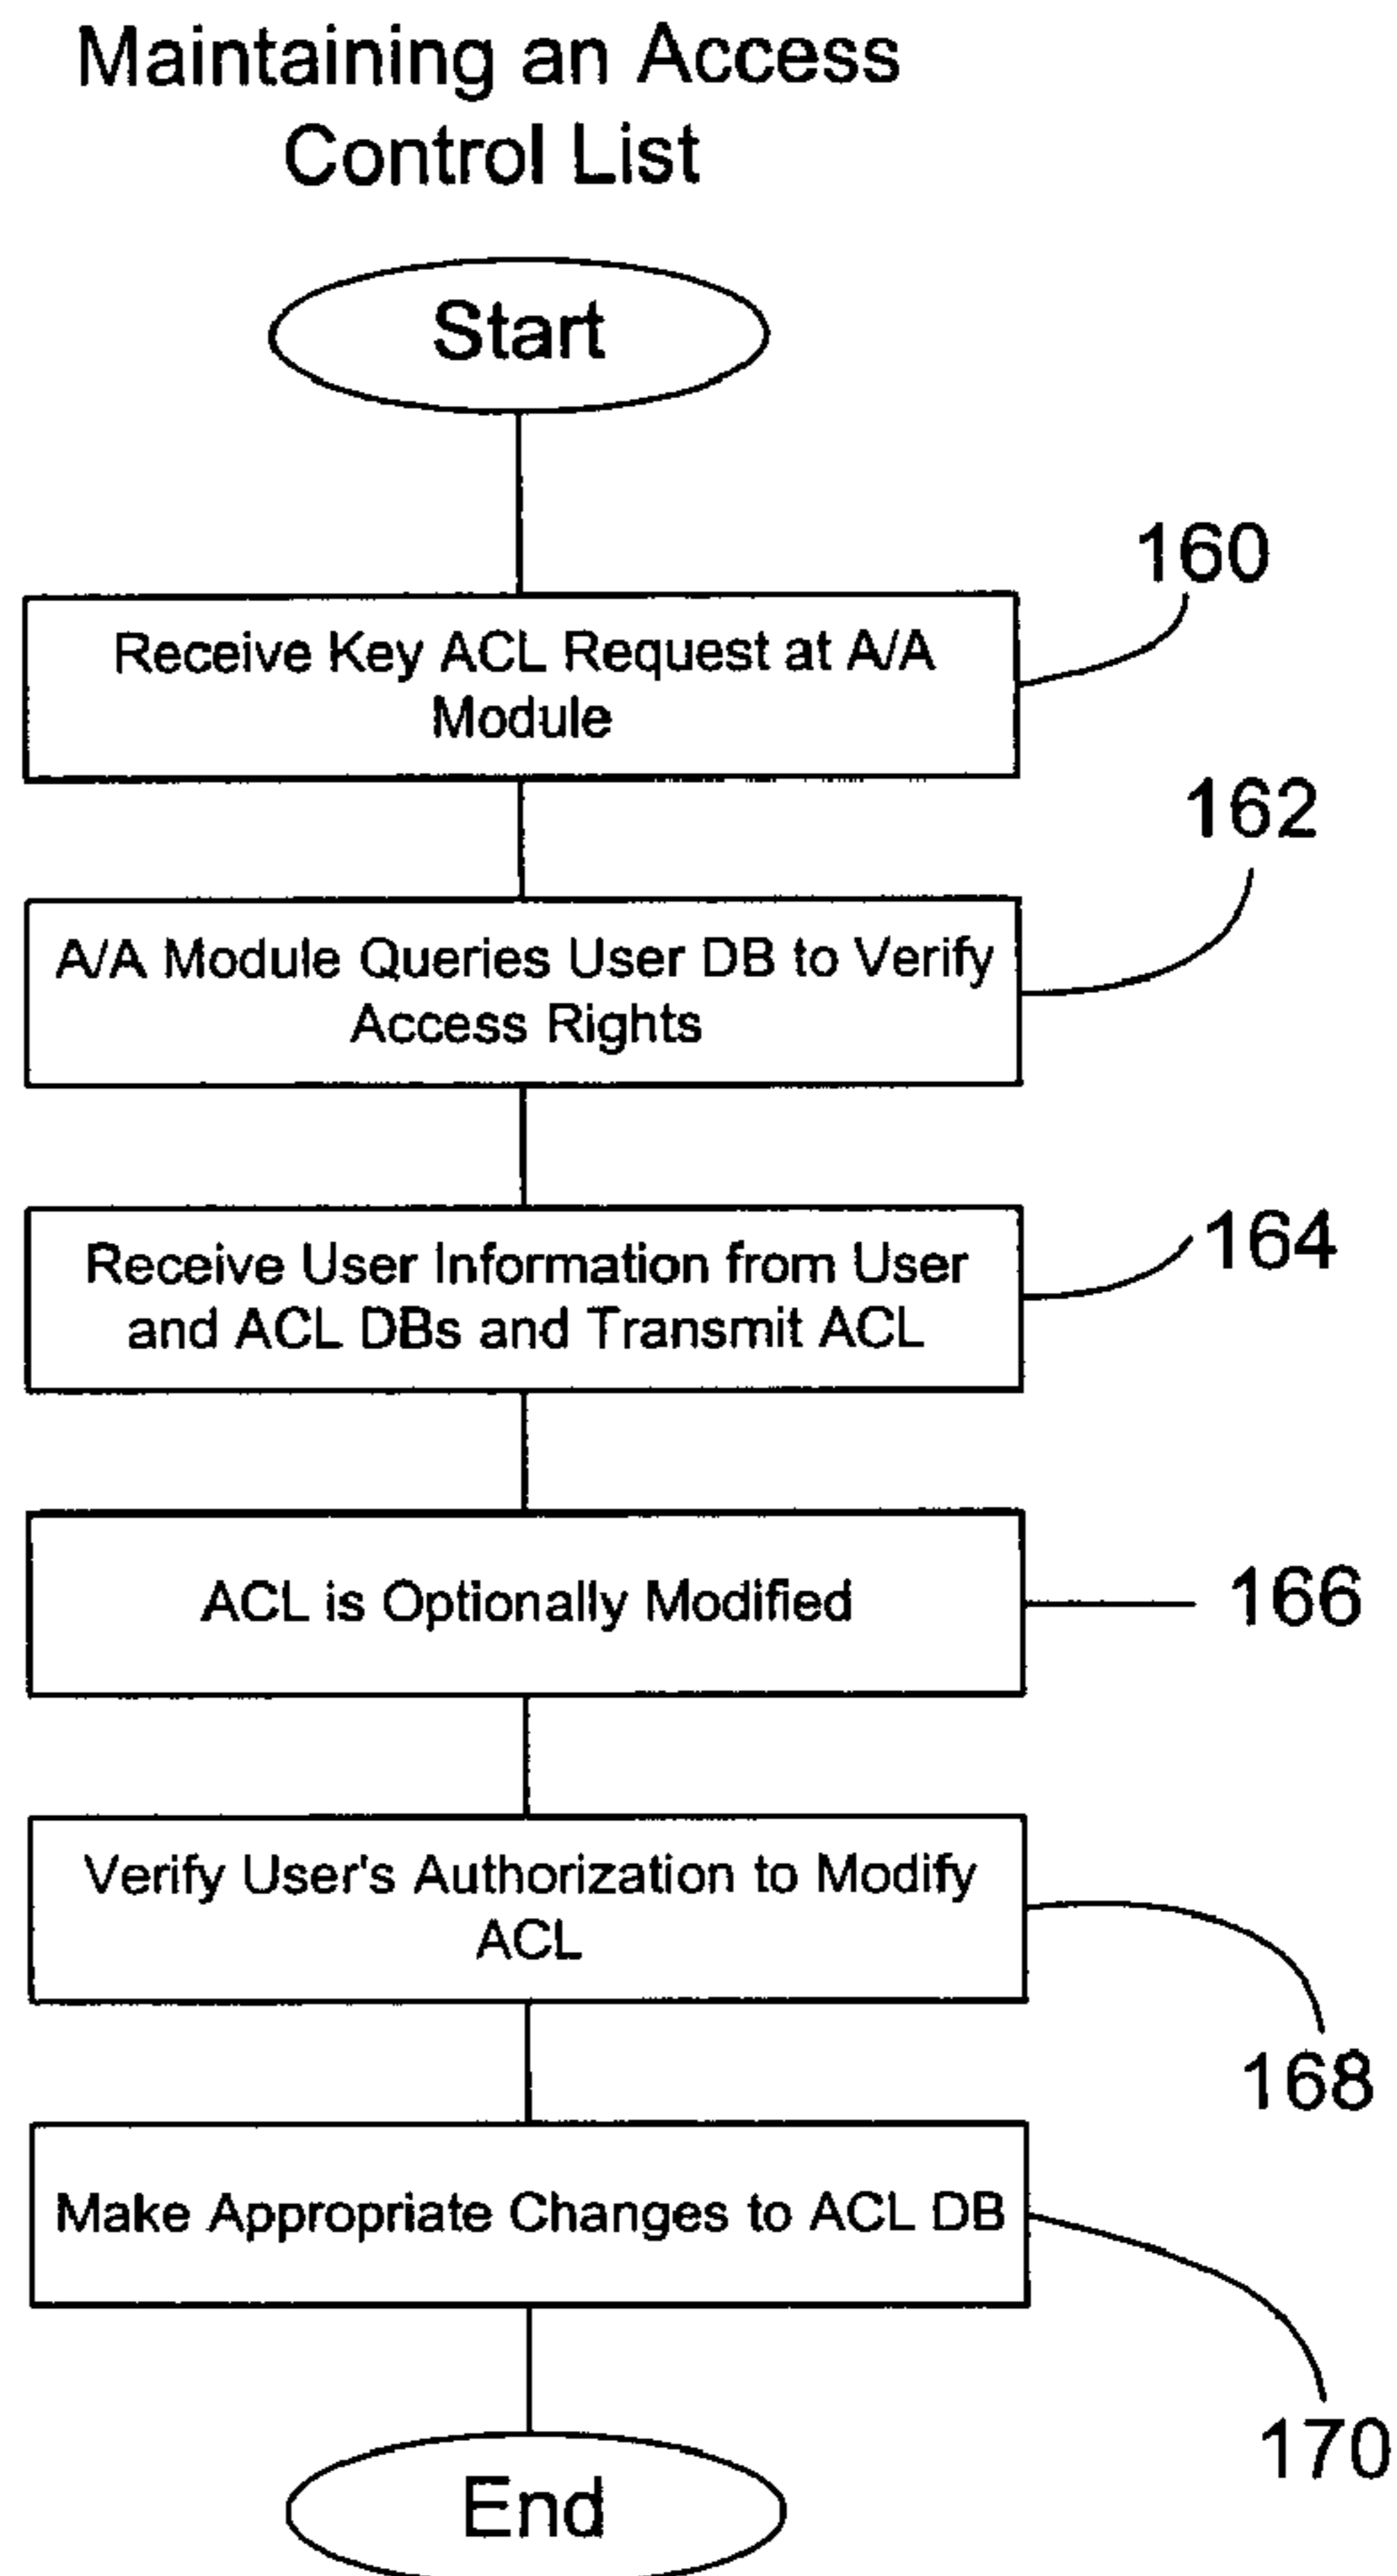 Maintaining an Access
Control List
Start
160
Receive Key ACL Request at A/A
Module
162
A/A Module Queries User DB to Verify
Access Rights
164
Receive User Information from User
and ACL DBs and Transmit ACL
ACL is Optionally Modified
166
Verify User's Authorization to Modify
ACL
168
Make Appropriate Changes to ACL DB
170
End